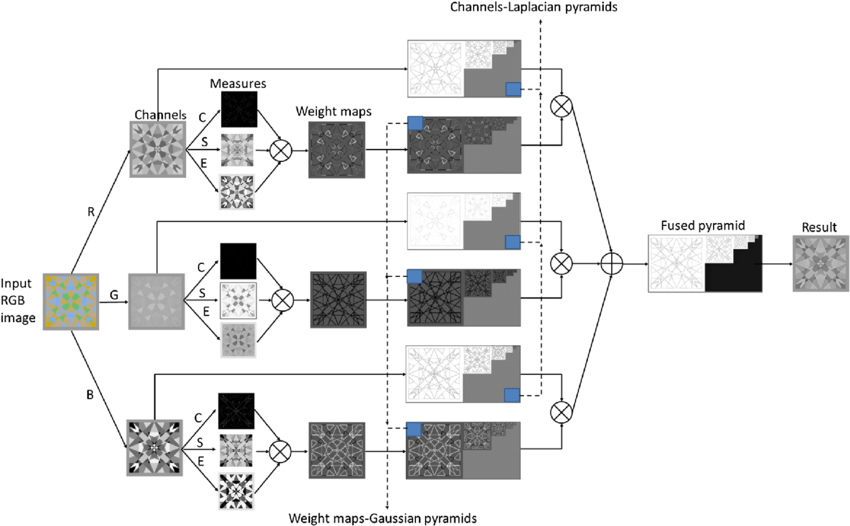 Channels-Laplacian pyramids
Measures
Channels
Weight maps
C
S
E
R
Fused pyramid
Result
Input
RGB
image
G
C
S
E
B
C
S
E
Weight maps-Gaussian pyramids